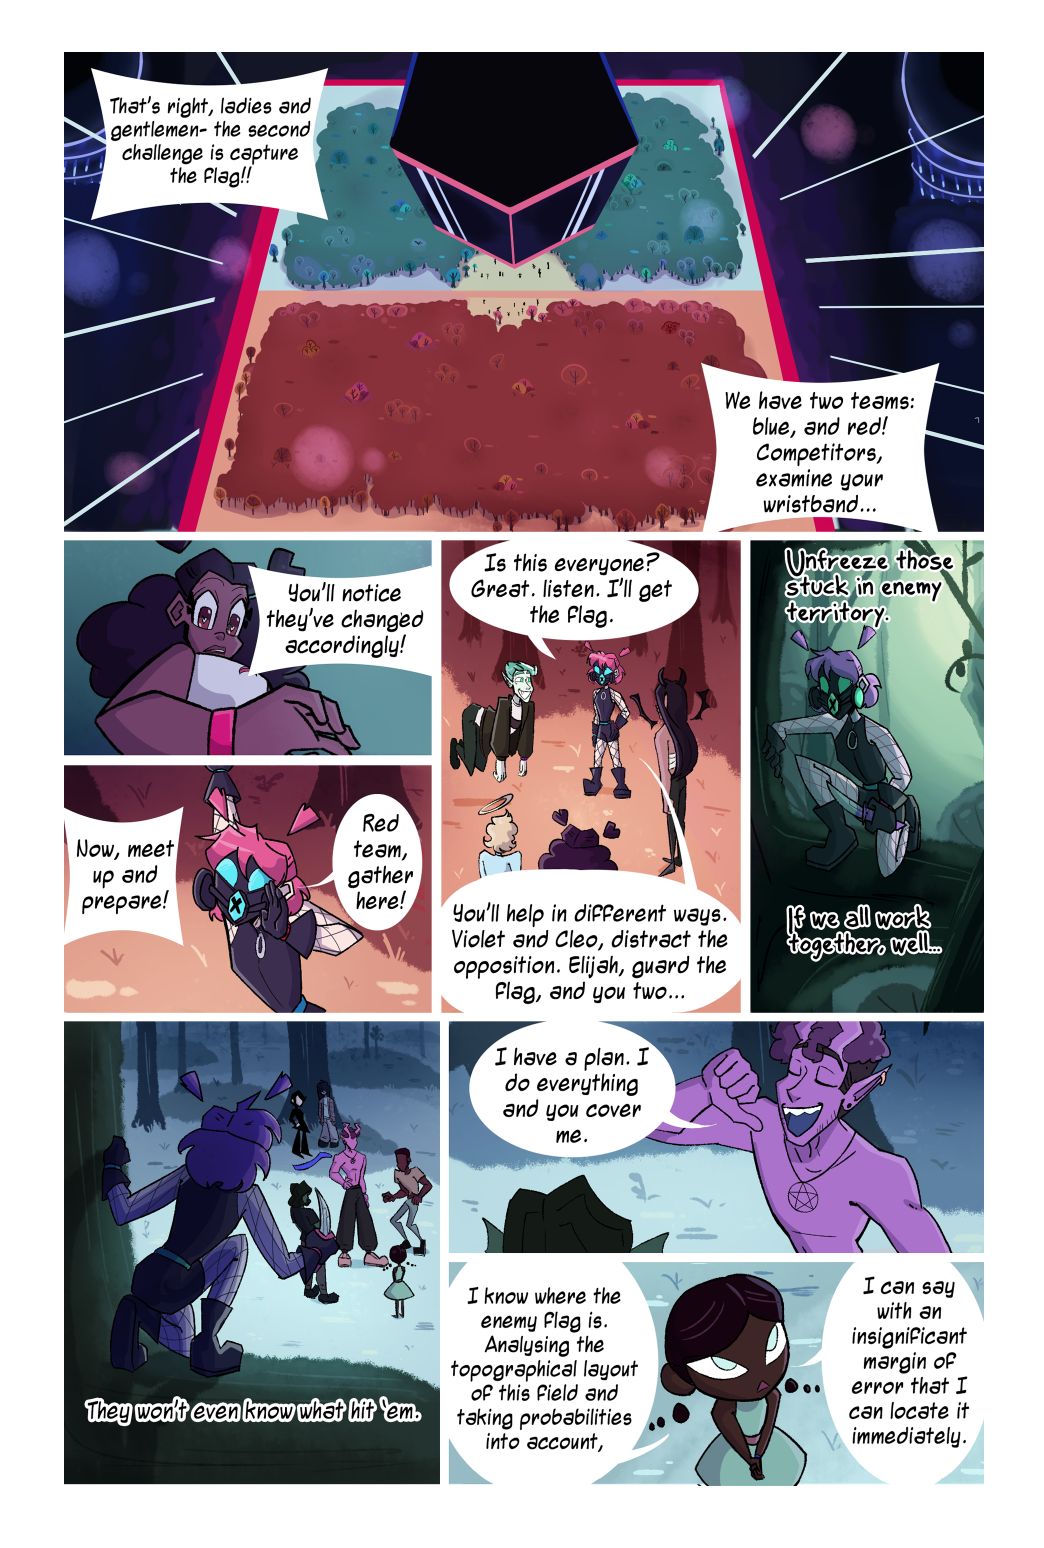 That's right, ladies and
gentlemen- the second
challenge is capture
the flag!!
We have two teams:
blue, and red!
Competitors,
examine your
wristband...
You'll notice
they've changed
accordingly!
Now, meet
up and
prepare!
Red
team,
gather
here!
Is this everyone?
Great. listen. I'll get
the flag.
You'll help in different ways.
Violet and Cleo, distract the
opposition. Elijah, guard the
flag, and you two...
Unfreeze those
stuck in enemy
territory.
If we all work
together, well...
They won't even know what hit 'em.
I have a plan. I
do everything
and you cover
me.
I know where the
enemy flag is.
Analysing the
topographical layout
of this field and
taking probabilities
into account,
I can say
with an
insignificant
margin of
error that I
can locate it
immediately.